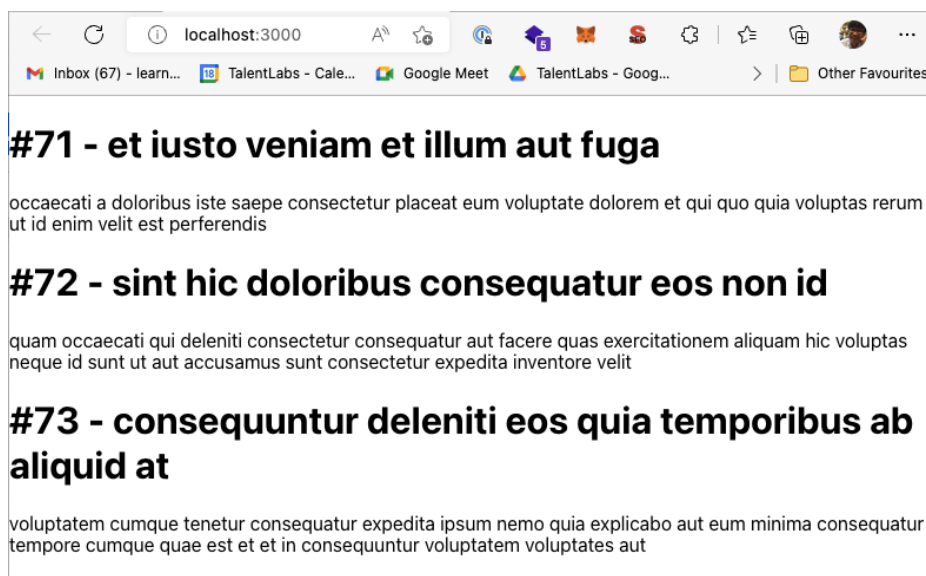 localhost:3000
5
SEO
Inbox (67) - learn... 18 TalentLabs - Cale... Google Meet TalentLabs - Goog... Other Favourites
#71 - et iusto veniam et illum aut fuga
occaecati a doloribus iste saepe consectetur placeat eum voluptate dolorem et qui quo quia voluptas rerum
ut id enim velit est perferendis
#72 - sint hic doloribus consequatur eos non id
quam occaecati qui deleniti consectetur consequatur aut facere quas exercitationem aliquam hic voluptas
neque id sunt ut aut accusamus sunt consectetur expedita inventore velit
#73 - consequuntur deleniti eos quia temporibus ab
aliquid at
voluptatem cumque tenetur consequatur expedita ipsum nemo quia explicabo aut eum minima consequatur
tempore cumque quae est et et in consequuntur voluptatem voluptates aut